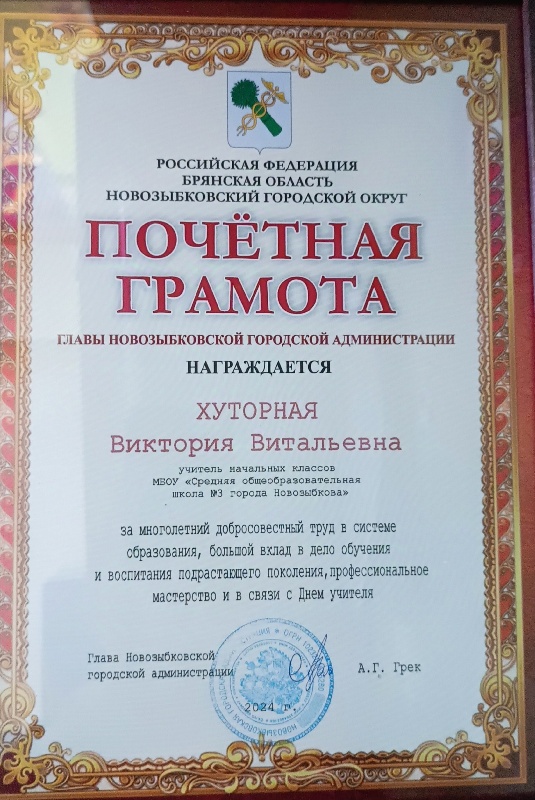 РОССИЙСКАЯ ФЕДЕРАЦИЯ
БРЯНСКАЯ ОБЛАСТЬ
НОВОЗЫБКОВСКИЙ ГОРОДСКОЙ ОКРУГ
ПОЧЁТНАЯ
ГРАМОТА
ГЛАВЫ НОВОЗЫБКОВСКОЙ ГОРОДСКОЙ АДМИНИСТРАЦИИ
НАГРАЖДАЕТСЯ
ХУТОРНАЯ
Виктория Витальевна
учитель начальных классов
МБОУ «Средняя общеобразовательная
школа №3 города Новозыбкова»
за многолетний добросовестный труд в системе
образования, большой вклад в дело обучения
и воспитания подрастающего поколения,профессиональное
мастерство и в связи с Днем учителя
Глава Новозыбковской
городской администрации
А.Г. Грек
2024 г.